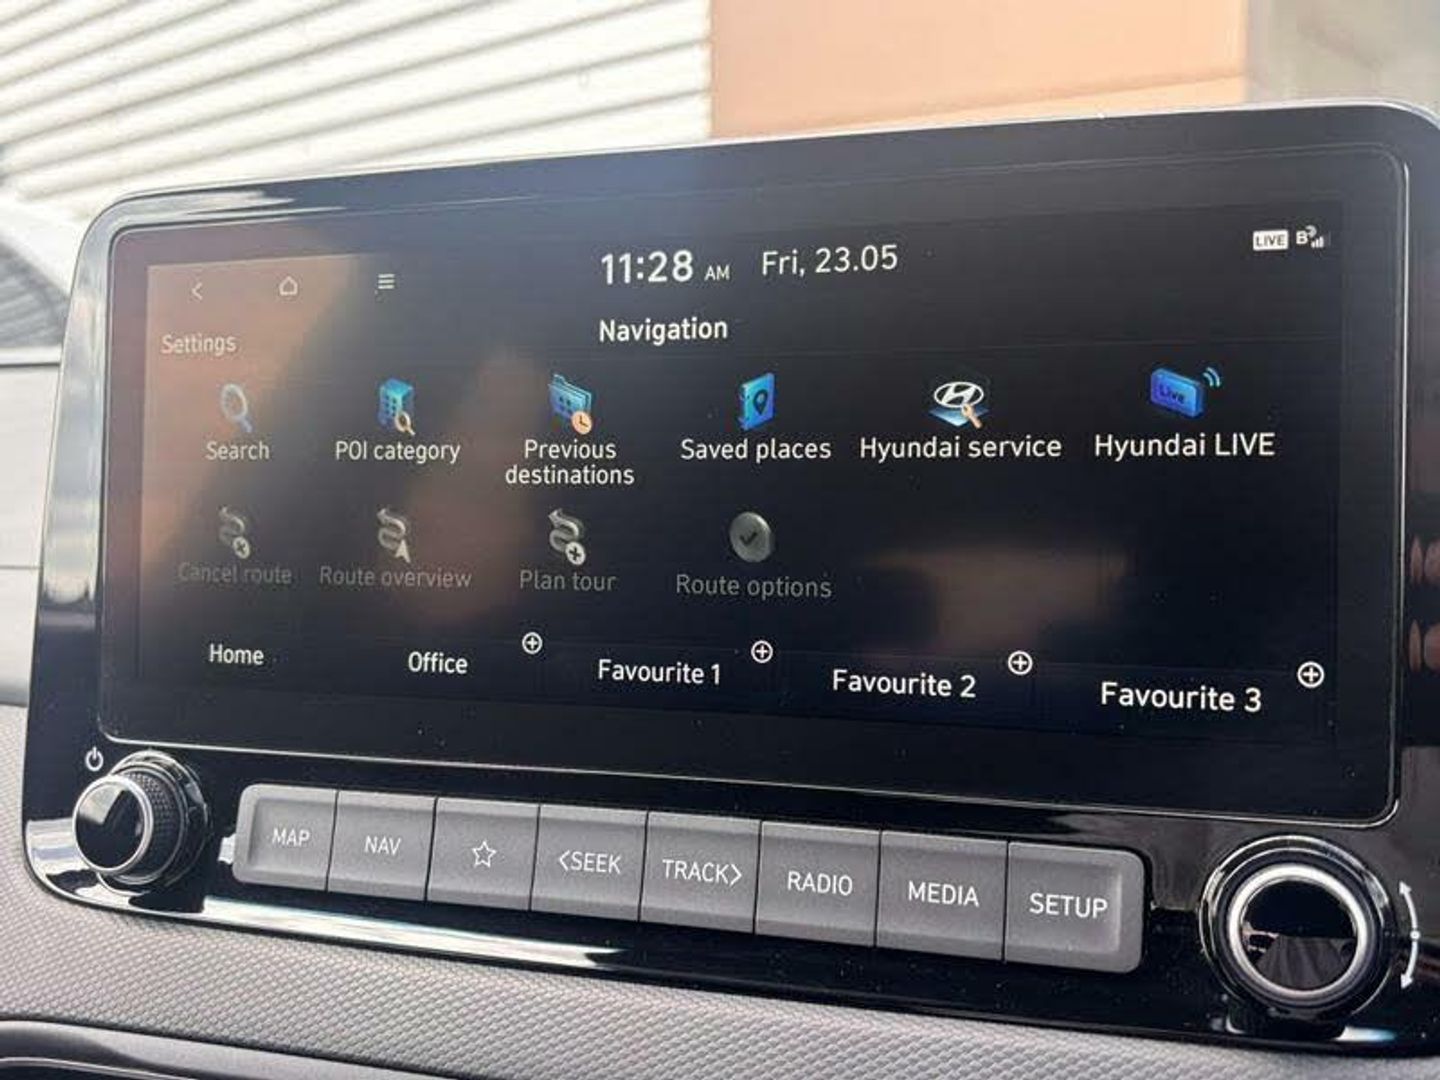 11:28 AM Fri, 23.05
LIVE
Settings
Navigation
Search
POI category
Previous
destinations
Saved places
Hyundai service
Live
Hyundai LIVE
Cancel route
Route overview
Plan tour
Route options
Home
Office
Favourite 1
Favourite 2
Favourite 3
MAP
NAV
<SEEK
TRACK>
RADIO
MEDIA
SETUP